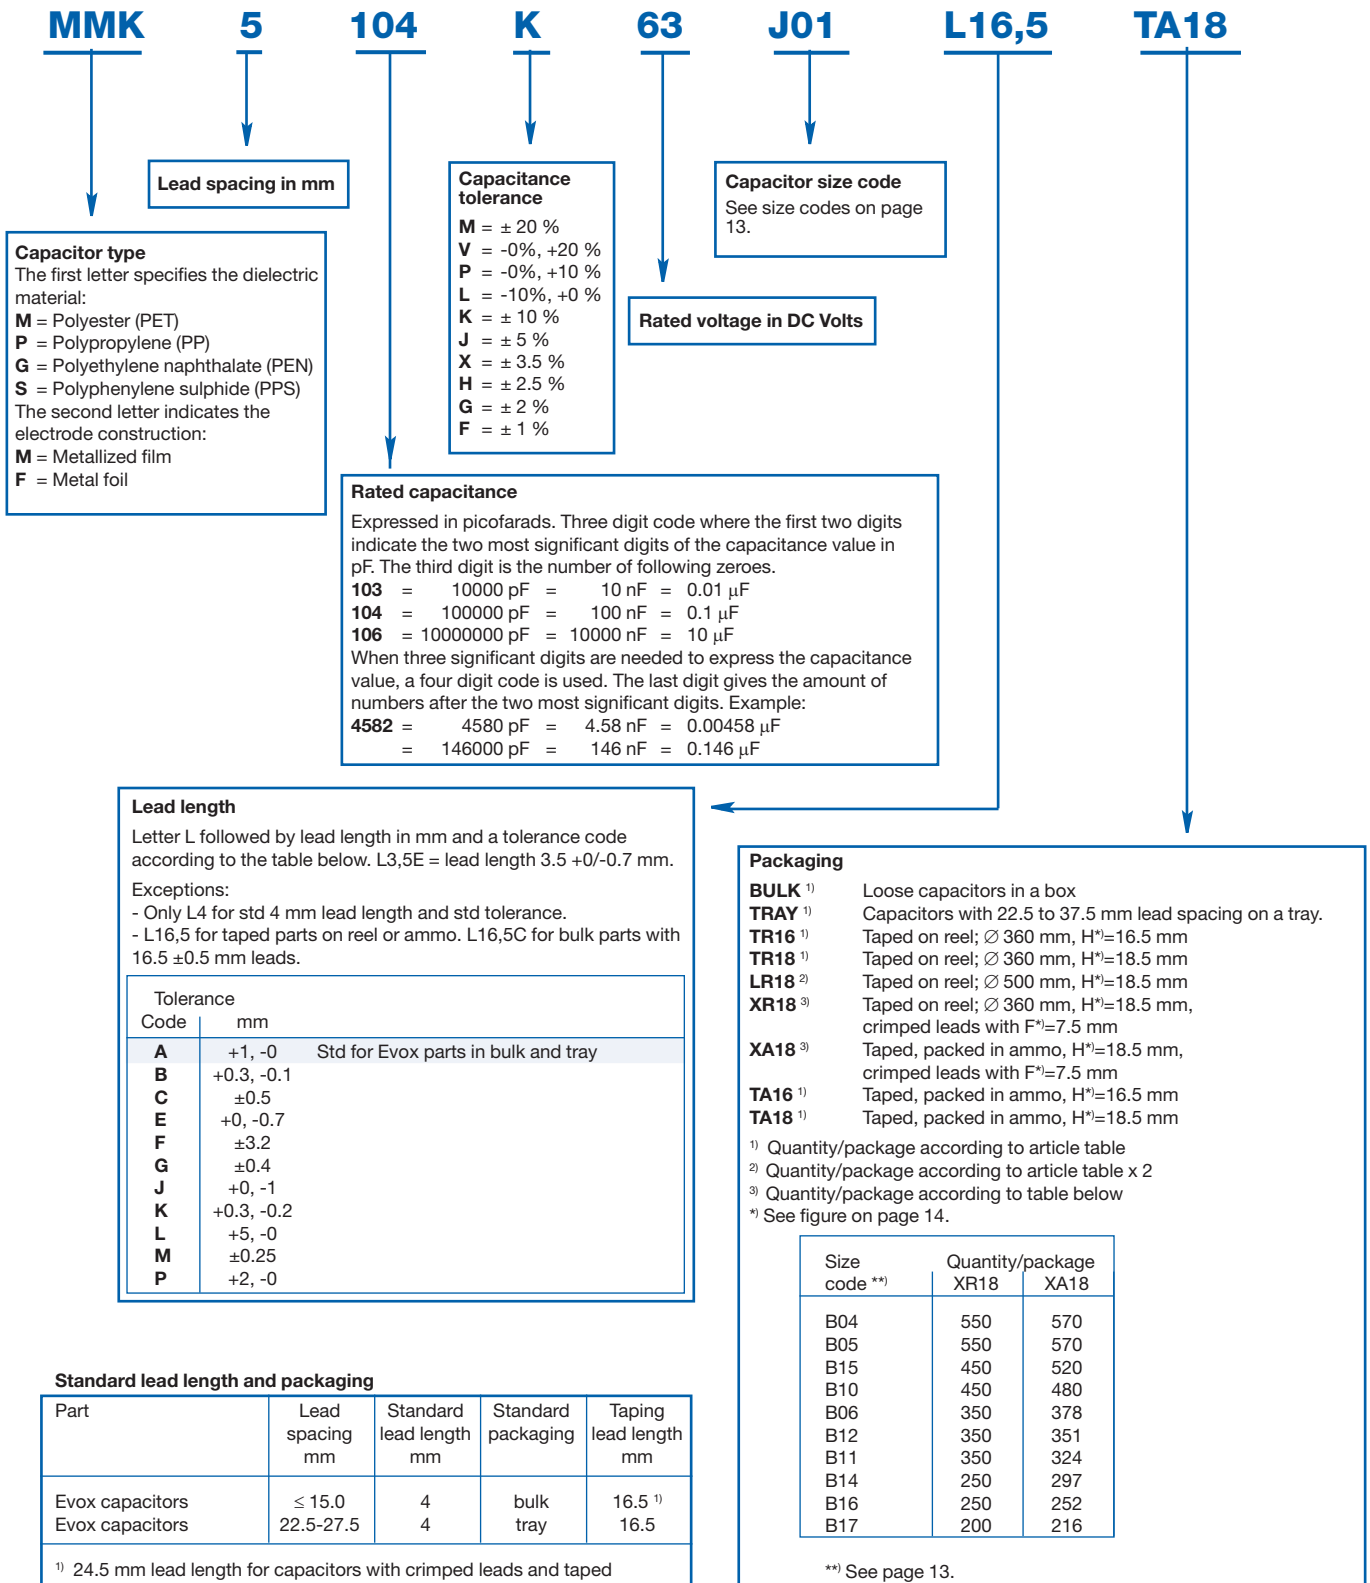 MMK 5 104 K 63 J01 L16,5 TA18
Lead spacing in mm
Capacitor type
The first letter specifies the dielectric
material:
M = Polyester (PET)
P = Polypropylene (PP)
G = Polyethylene naphthalate (PEN)
S = Polyphenylene sulphide (PPS)
The second letter indicates the
electrode construction:
M = Metallized film
F = Metal foil
Capacitance
tolerance
M = ± 20 %
V = -0%, +20 %
P = -0%, +10 %
L = -10%, +0 %
K = ± 10 %
J = ± 5 %
X = ± 3.5 %
H = ± 2.5 %
G = ± 2 %
F = ± 1 %
Capacitor size code
See size codes on page
13.
Rated voltage in DC Volts
Rated capacitance
Expressed in picofarads. Three digit code where the first two digits
indicate the two most significant digits of the capacitance value in
pF. The third digit is the number of following zeroes.
103 = 10000 pF = 10 nF = 0.01 µF
104 = 100000 pF = 100 nF = 0.1 µF
106 = 10000000 pF = 10000 nF = 10 µF
When three significant digits are needed to express the capacitance
value, a four digit code is used. The last digit gives the amount of
numbers after the two most significant digits. Example:
4582 = 4580 pF = 4.58 nF = 0.00458 µF
= 146000 pF = 146 nF = 0.146 µF
Lead length
Letter L followed by lead length in mm and a tolerance code
according to the table below. L3,5E = lead length 3.5 +0/-0.7 mm.
Exceptions:
- Only L4 for std 4 mm lead length and std tolerance.
- L16,5 for taped parts on reel or ammo. L16,5C for bulk parts with
16.5 ±0.5 mm leads.
Tolerance
Code mm
A +1, -0 Std for Evox parts in bulk and tray
B +0.3, -0.1
C ±0.5
E +0, -0.7
F ±3.2
G ±0.4
J +0, -1
K +0.3, -0.2
L +5, -0
M ±0.25
P +2, -0
Packaging
BULK 1) Loose capacitors in a box
TRAY 1) Capacitors with 22.5 to 37.5 mm lead spacing on a tray.
TR16 1) Taped on reel; ∅ 360 mm, H*)=16.5 mm
TR18 1) Taped on reel; ∅ 360 mm, H*)=18.5 mm
LR18 2) Taped on reel; ∅ 500 mm, H*)=18.5 mm
XR18 3) Taped on reel; ∅ 360 mm, H*)=18.5 mm,
crimped leads with F*)=7.5 mm
XA18 3) Taped, packed in ammo, H*)=18.5 mm,
crimped leads with F*)=7.5 mm
TA16 1) Taped, packed in ammo, H*)=16.5 mm
TA18 1) Taped, packed in ammo, H*)=18.5 mm
1) Quantity/package according to article table
2) Quantity/package according to article table x 2
3) Quantity/package according to table below
*) See figure on page 14.
Size Quantity/package
code **) XR18 XA18
B04 550 570
B05 550 570
B15 450 520
B10 450 480
B06 350 378
B12 350 351
B11 350 324
B14 250 297
B16 250 252
B17 200 216
**) See page 13.
Standard lead length and packaging
Part Lead Standard Standard Taping
spacing lead length packaging lead length
mm mm mm
Evox capacitors ≤ 15.0 4 bulk 16.5 1)
Evox capacitors 22.5-27.5 4 tray 16.5
1) 24.5 mm lead length for capacitors with crimped leads and taped